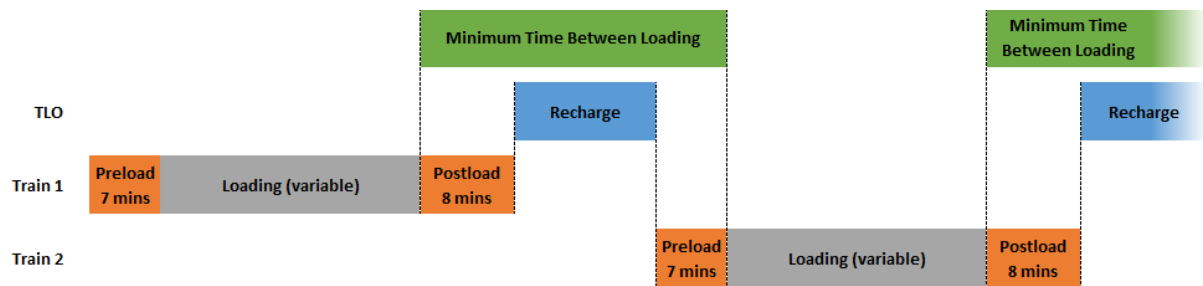 Minimum Time Between Loading
Minimum Time
Between Loading
TLO
Recharge
Recharge
Train 1
Preload
7 mins
Loading (variable)
Postload
8 mins
Train 2
Preload
7 mins
Loading (variable)
Postload
8 mins